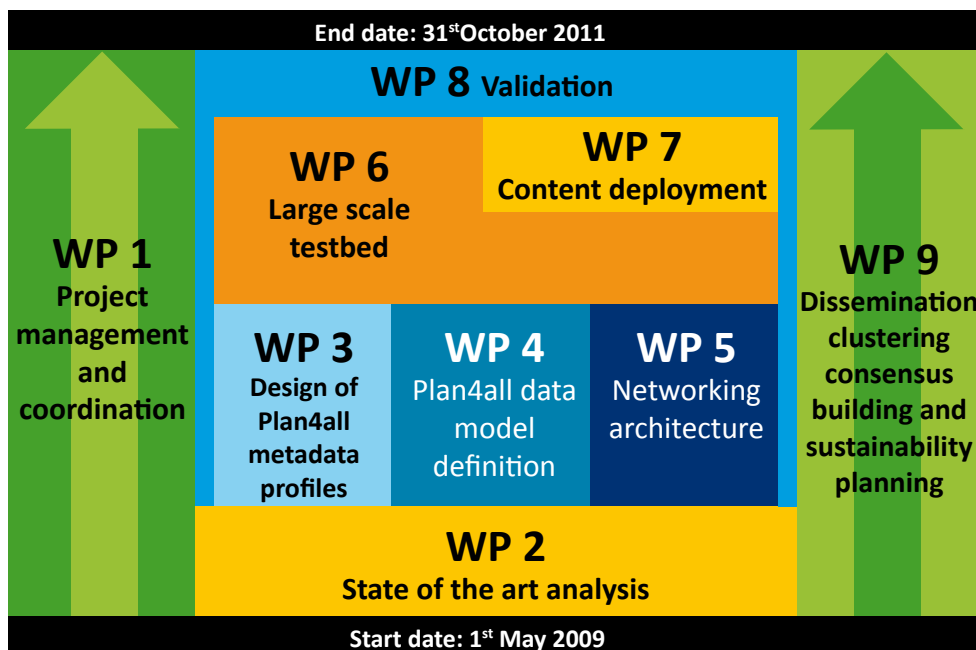 End date: 31stOctober 2011
WP 8 Validation
WP 6
Large scale
testbed
WP 7
Content deployment
WP 1
Project
management
and
coordination
WP 9
Dissemination
clustering
consensus
building and
sustainability
planning
WP 3
Design of
Plan4all
metadata
profiles
WP 4
Plan4all data
model
definition
WP 5
Networking
architecture
WP 2
State of the art analysis
Start date: 1st May 2009